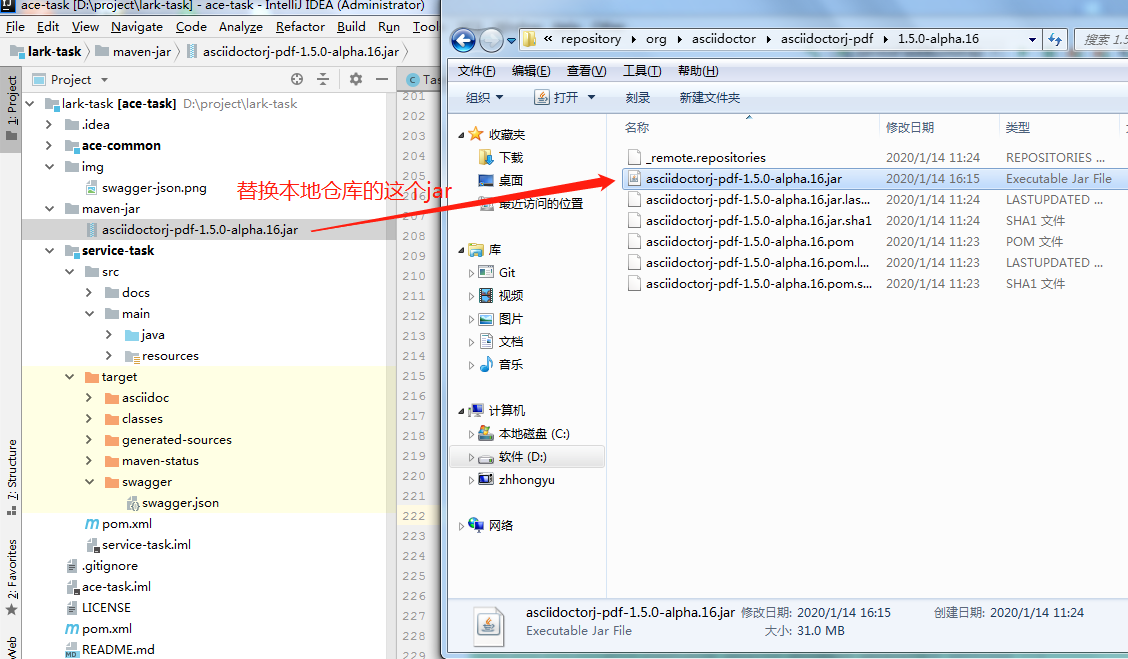 ace-task [D:\project\lark-task] - ace-task - IntelliJ IDEA (Administrator)
File Edit View Navigate Code Analyze Refactor Build Run
lark-task maven-jar asciidoctorj-pdf-1.5.0-alpha.16.jar
1: Project
7: Structure
2: Favorites
Web
Project
lark-task [ace-task] D:\project\lark-task
.idea
ace-common
img
swagger-json.png
maven-jar
asciidoctorj-pdf-1.5.0-alpha.16.jar
service-task
src
docs
main
java
resources
target
asciidoc
classes
generated-sources
maven-status
swagger
swagger.json
pom.xml
service-task.iml
.gitignore
ace-task.iml
LICENSE
pom.xml
README.md
201
202
203
204
205
206
207
208
209
210
211
212
213
214
215
216
217
218
219
220
221
222
223
224
225
226
227
228
229
替换本地仓库的这个jar
« repository org asciidoctor asciidoctorj-pdf 1.5.0-alpha.16
搜索 1.5
文件(F) 编辑(E) 查看(V) 工具(T) 帮助(H)
组织 打开 刻录 新建文件夹
收藏夹
下载
桌面
最近访问的位置
库
Git
视频
图片
文档
音乐
计算机
本地磁盘 (C:)
软件 (D:)
zhhongyu
网络
名称 修改日期 类型
_remote.repositories 2020/1/14 11:24 REPOSITORIES ...
asciidoctorj-pdf-1.5.0-alpha.16.jar 2020/1/14 16:15 Executable Jar File
asciidoctorj-pdf-1.5.0-alpha.16.jar.las... 2020/1/14 11:24 LASTUPDATED ...
asciidoctorj-pdf-1.5.0-alpha.16.jar.sha1 2020/1/14 11:24 SHA1 文件
asciidoctorj-pdf-1.5.0-alpha.16.pom 2020/1/14 11:23 POM 文件
asciidoctorj-pdf-1.5.0-alpha.16.pom.l... 2020/1/14 11:23 LASTUPDATED ...
asciidoctorj-pdf-1.5.0-alpha.16.pom.s... 2020/1/14 11:23 SHA1 文件
asciidoctorj-pdf-1.5.0-alpha.16.jar 修改日期: 2020/1/14 16:15 创建日期: 2020/1/14 11:24
Executable Jar File 大小: 31.0 MB